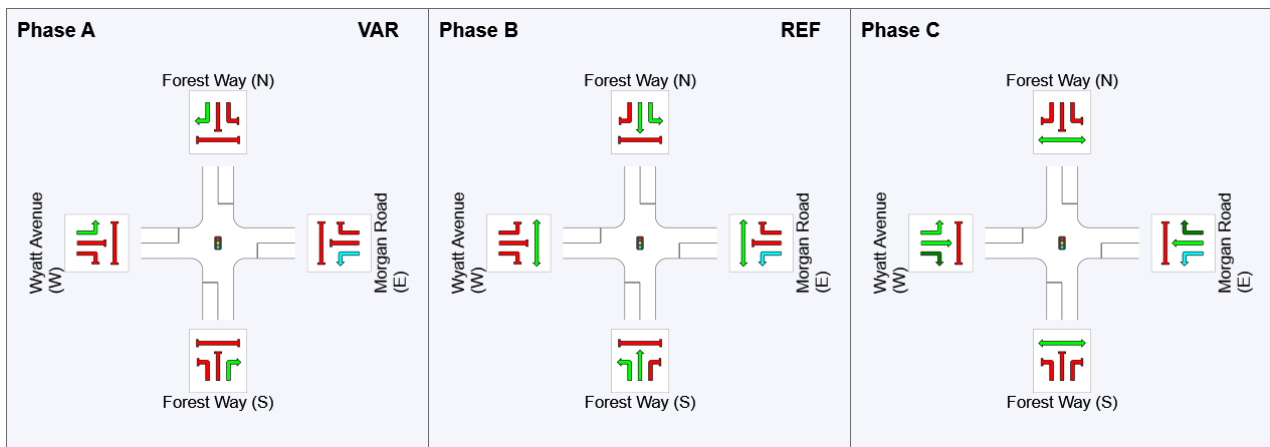 Phase A VAR
Forest Way (N)
Wyatt Avenue
(W)
Morgan Road
(E)
Forest Way (S)
Phase B REF
Forest Way (N)
Wyatt Avenue
(W)
Morgan Road
(E)
Forest Way (S)
Phase C
Forest Way (N)
Wyatt Avenue
(W)
Morgan Road
(E)
Forest Way (S)